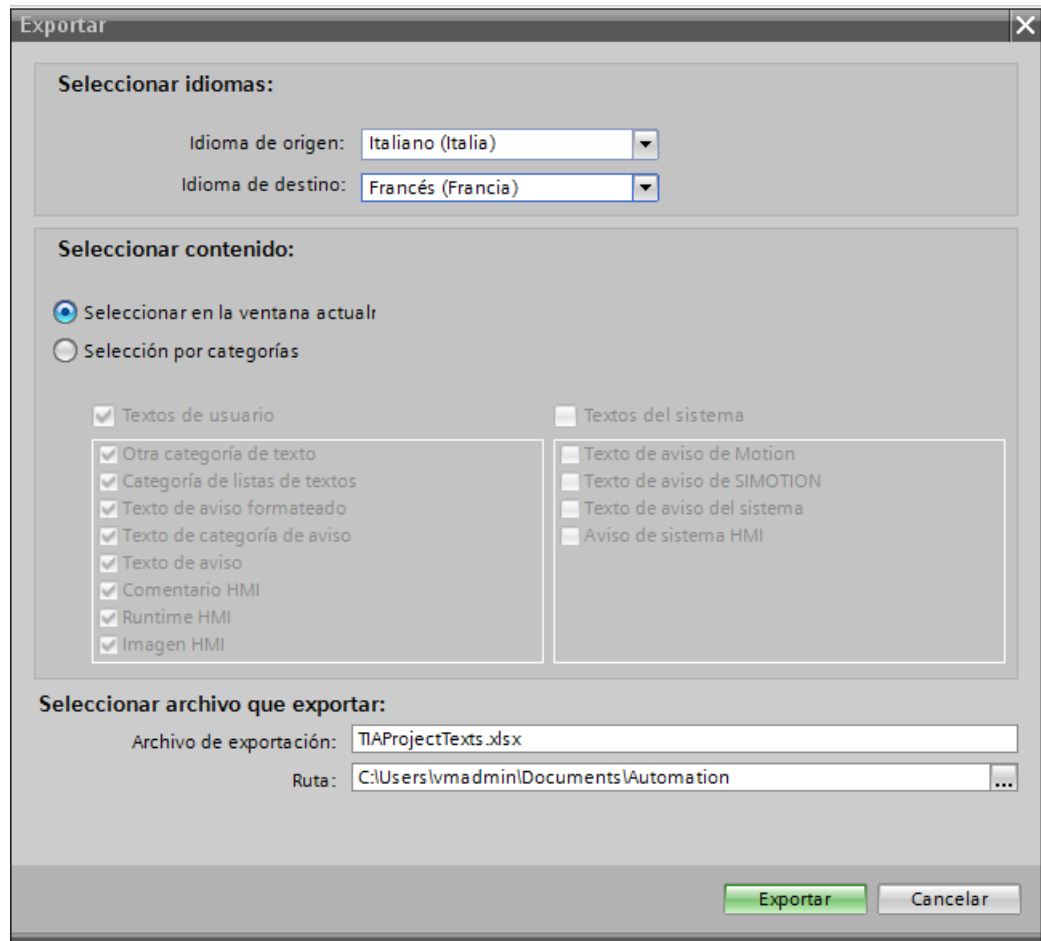 Exportar
Seleccionar idiomas:
Idioma de origen: Italiano (Italia)
Idioma de destino: Francés (Francia)
Seleccionar contenido:
Seleccionar en la ventana actualr
Selección por categorías
Textos de usuario
Otra categoría de texto
Categoría de listas de textos
Texto de aviso formateado
Texto de categoría de aviso
Texto de aviso
Comentario HMI
Runtime HMI
Imagen HMI
Textos del sistema
Texto de aviso de Motion
Texto de aviso de SIMOTION
Texto de aviso del sistema
Aviso de sistema HMI
Seleccionar archivo que exportar:
Archivo de exportación: TIAProjectTexts.xlsx
Ruta: C:\Users\vmadmin\Documents\Automation
...
Exportar Cancelar